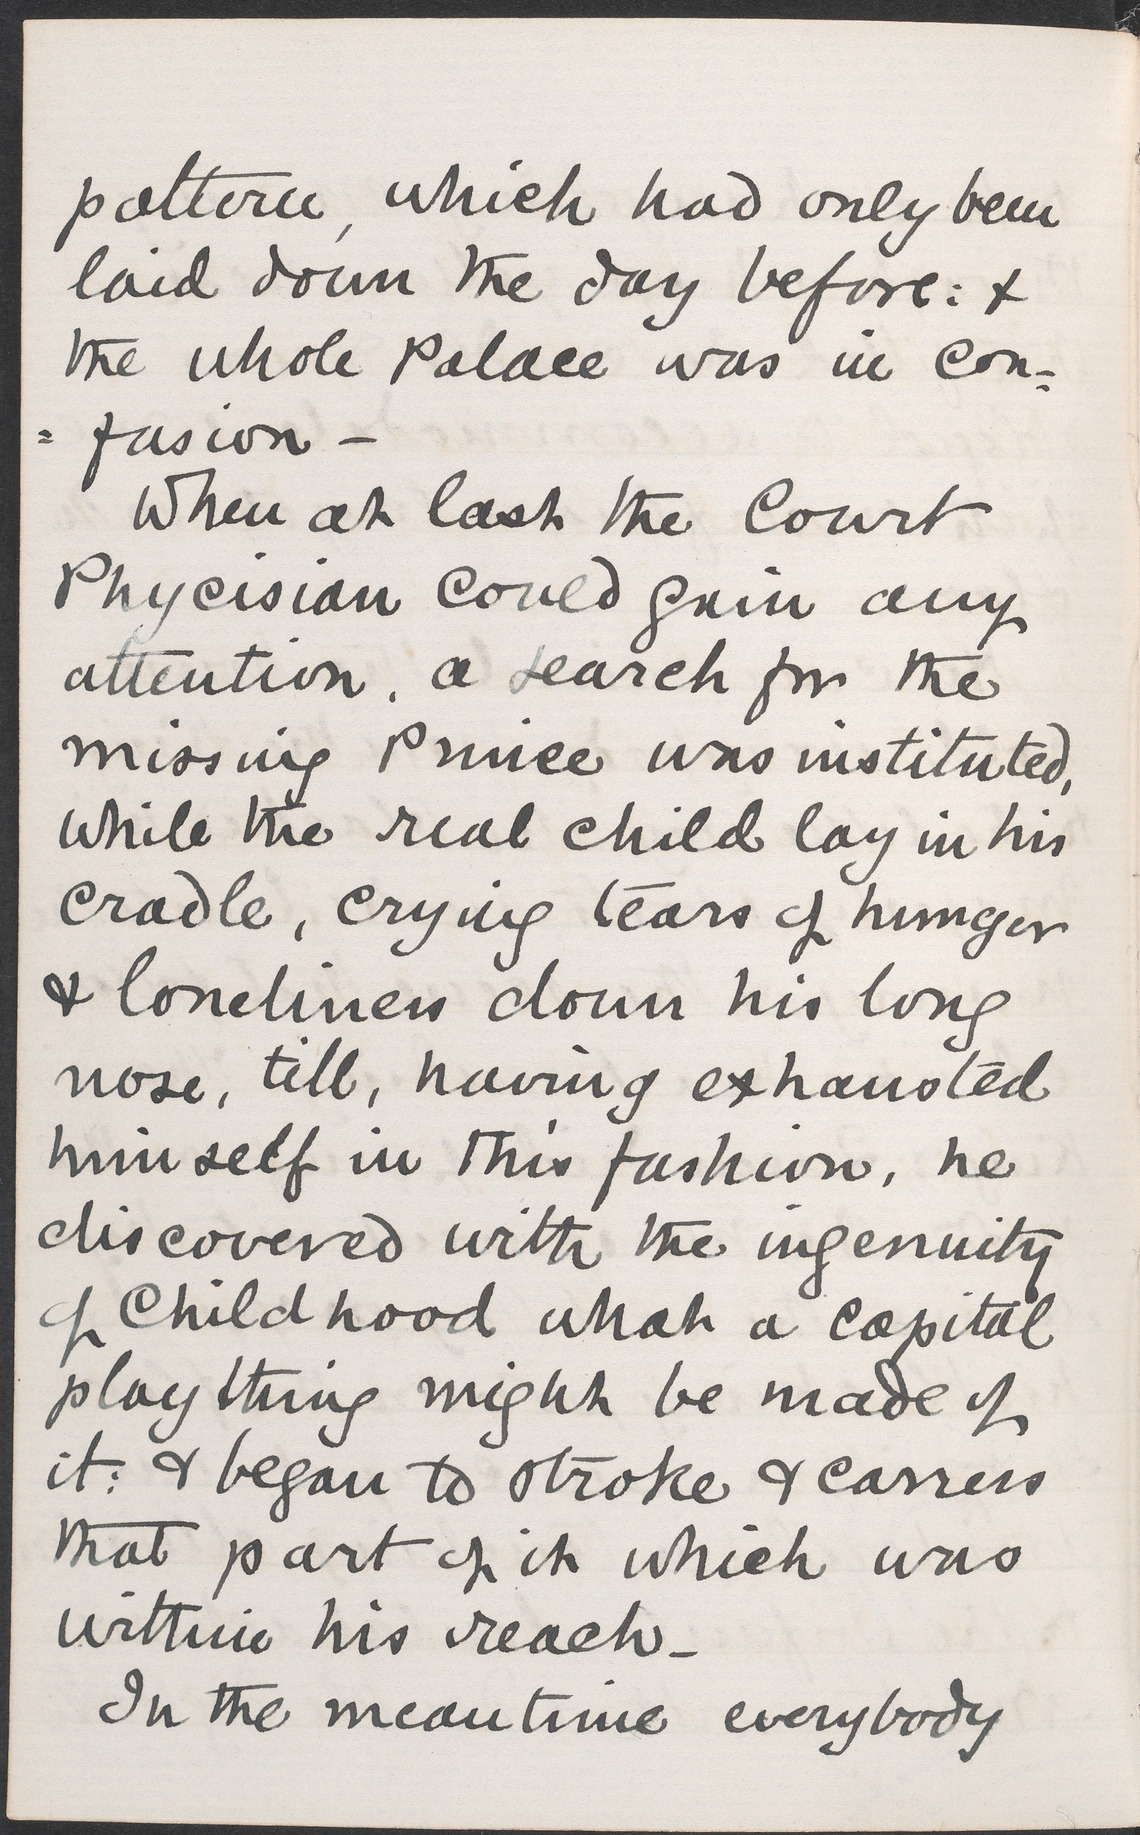 pattern, which had only been
laid down the day before: &
the whole Palace was in con=
= fusion –
When at last the Court
Phycisian could gain any
attention, a search for the
missing Prince was instituted,
while the real child lay in his
cradle, crying tears of hunger
& loneliness down his long
nose, till, having exhausted
himself in this fashion, he
discovered with the ingenuity
of Childhood what a capital
plaything might be made of
it: & began to stroke & carress
that part of it which was
within his reach –
In the meantime everybody